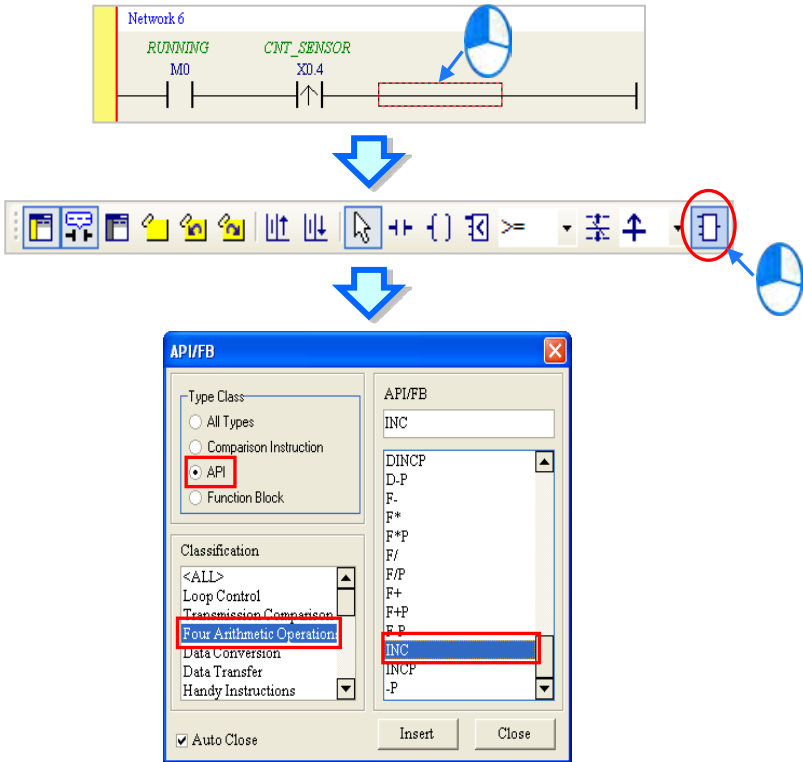 Network 6
RUNNING CNT_SENSOR
M0 X0.4
>=
API/FB
Type Class
All Types
Comparison Instruction
API
Function Block
Classification
<ALL>
Loop Control
Transmission Comparison
Four Arithmetic Operation
Data Conversion
Data Transfer
Handy Instructions
Auto Close
API/FB
INC
DINCP
D-P
F-
F*
F*P
F/
F/P
F+
F+P
F-P
INC
INCP
-P
Insert Close